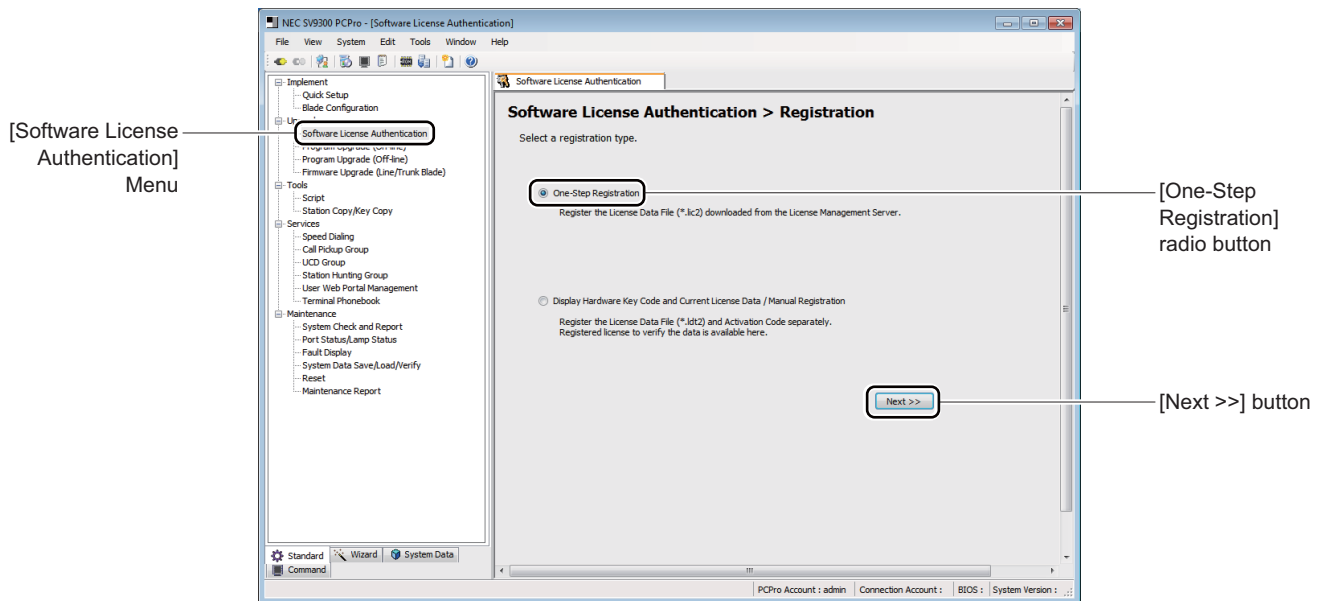 NEC SV9300 PCPro - [Software License Authentication]
File View System Edit Tools Window Help
Implement
Quick Setup
Blade Configuration
Software License Authentication
Program Upgrade (Off-line)
Firmware Upgrade (Line/Trunk Blade)
Tools
Script
Station Copy/Key Copy
Services
Speed Dialing
Call Pickup Group
UCD Group
Station Hunting Group
User Web Portal Management
Terminal Phonebook
Maintenance
System Check and Report
Port Status/Lamp Status
Fault Display
System Data Save/Load/Verify
Reset
Maintenance Report
Standard Wizard System Data
Command
Software License Authentication
Software License Authentication > Registration
Select a registration type.
One-Step Registration
Register the License Data File (*.lic2) downloaded from the License Management Server.
Display Hardware Key Code and Current License Data / Manual Registration
Register the License Data File (*.ldt2) and Activation Code separately.
Registered license to verify the data is available here.
Next >>
PCPro Account : admin Connection Account : BIOS : System Version :
[Software License
Authentication]
Menu
[One-Step
Registration]
radio button
[Next >>] button